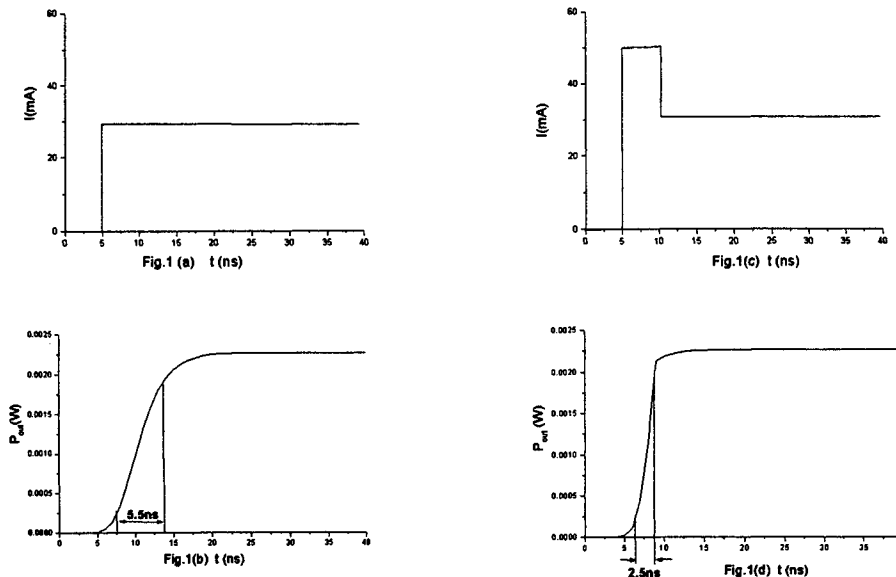 60
40
20
0
I(mA)
0 5 10 15 20 25 30 35 40
Fig.1 (a) t (ns)
60
40
20
0
I(mA)
0 5 10 15 20 25 30 35 40
Fig.1(c) t (ns)
0.0025
0.0020
0.0015
0.0010
0.0005
0.0000
Pout(W)
5.5ns
0 5 10 15 20 25 30 35 40
Fig.1(b) t (ns)
0.0025
0.0020
0.0015
0.0010
0.0005
0.0000
Pout (W)
0 5 10 15 20 25 30 35 40
2.5ns
Fig.1(d) t (ns)